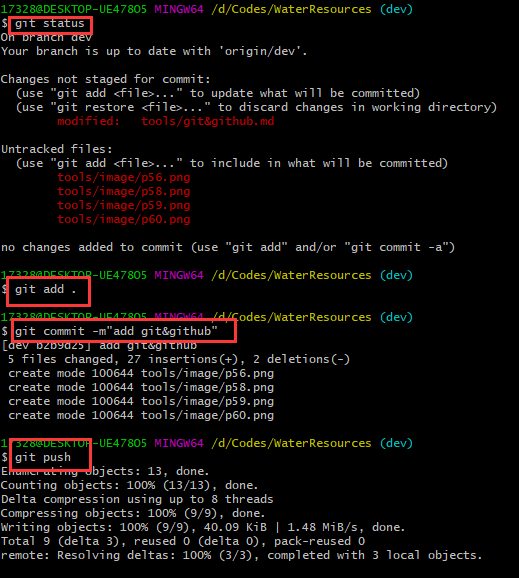 17328@DESKTOP-UE478O5 MINGW64 /d/Codes/WaterResources (dev)
$ git status
On branch dev
Your branch is up to date with 'origin/dev'.
Changes not staged for commit:
(use "git add <file>..." to update what will be committed)
(use "git restore <file>..." to discard changes in working directory)
modified: tools/git&github.md
Untracked files:
(use "git add <file>..." to include in what will be committed)
tools/image/p56.png
tools/image/p58.png
tools/image/p59.png
tools/image/p60.png
no changes added to commit (use "git add" and/or "git commit -a")
17328@DESKTOP-UE478O5 MINGW64 /d/Codes/WaterResources (dev)
$ git add .
17328@DESKTOP-UE478O5 MINGW64 /d/Codes/WaterResources (dev)
$ git commit -m"add git&github"
[dev b2b9d25] add git&github
5 files changed, 27 insertions(+), 2 deletions(-)
create mode 100644 tools/image/p56.png
create mode 100644 tools/image/p58.png
create mode 100644 tools/image/p59.png
create mode 100644 tools/image/p60.png
17328@DESKTOP-UE478O5 MINGW64 /d/Codes/WaterResources (dev)
$ git push
Enumerating objects: 13, done.
Counting objects: 100% (13/13), done.
Delta compression using up to 8 threads
Compressing objects: 100% (9/9), done.
Writing objects: 100% (9/9), 40.09 KiB | 1.48 MiB/s, done.
Total 9 (delta 3), reused 0 (delta 0), pack-reused 0
remote: Resolving deltas: 100% (3/3), completed with 3 local objects.